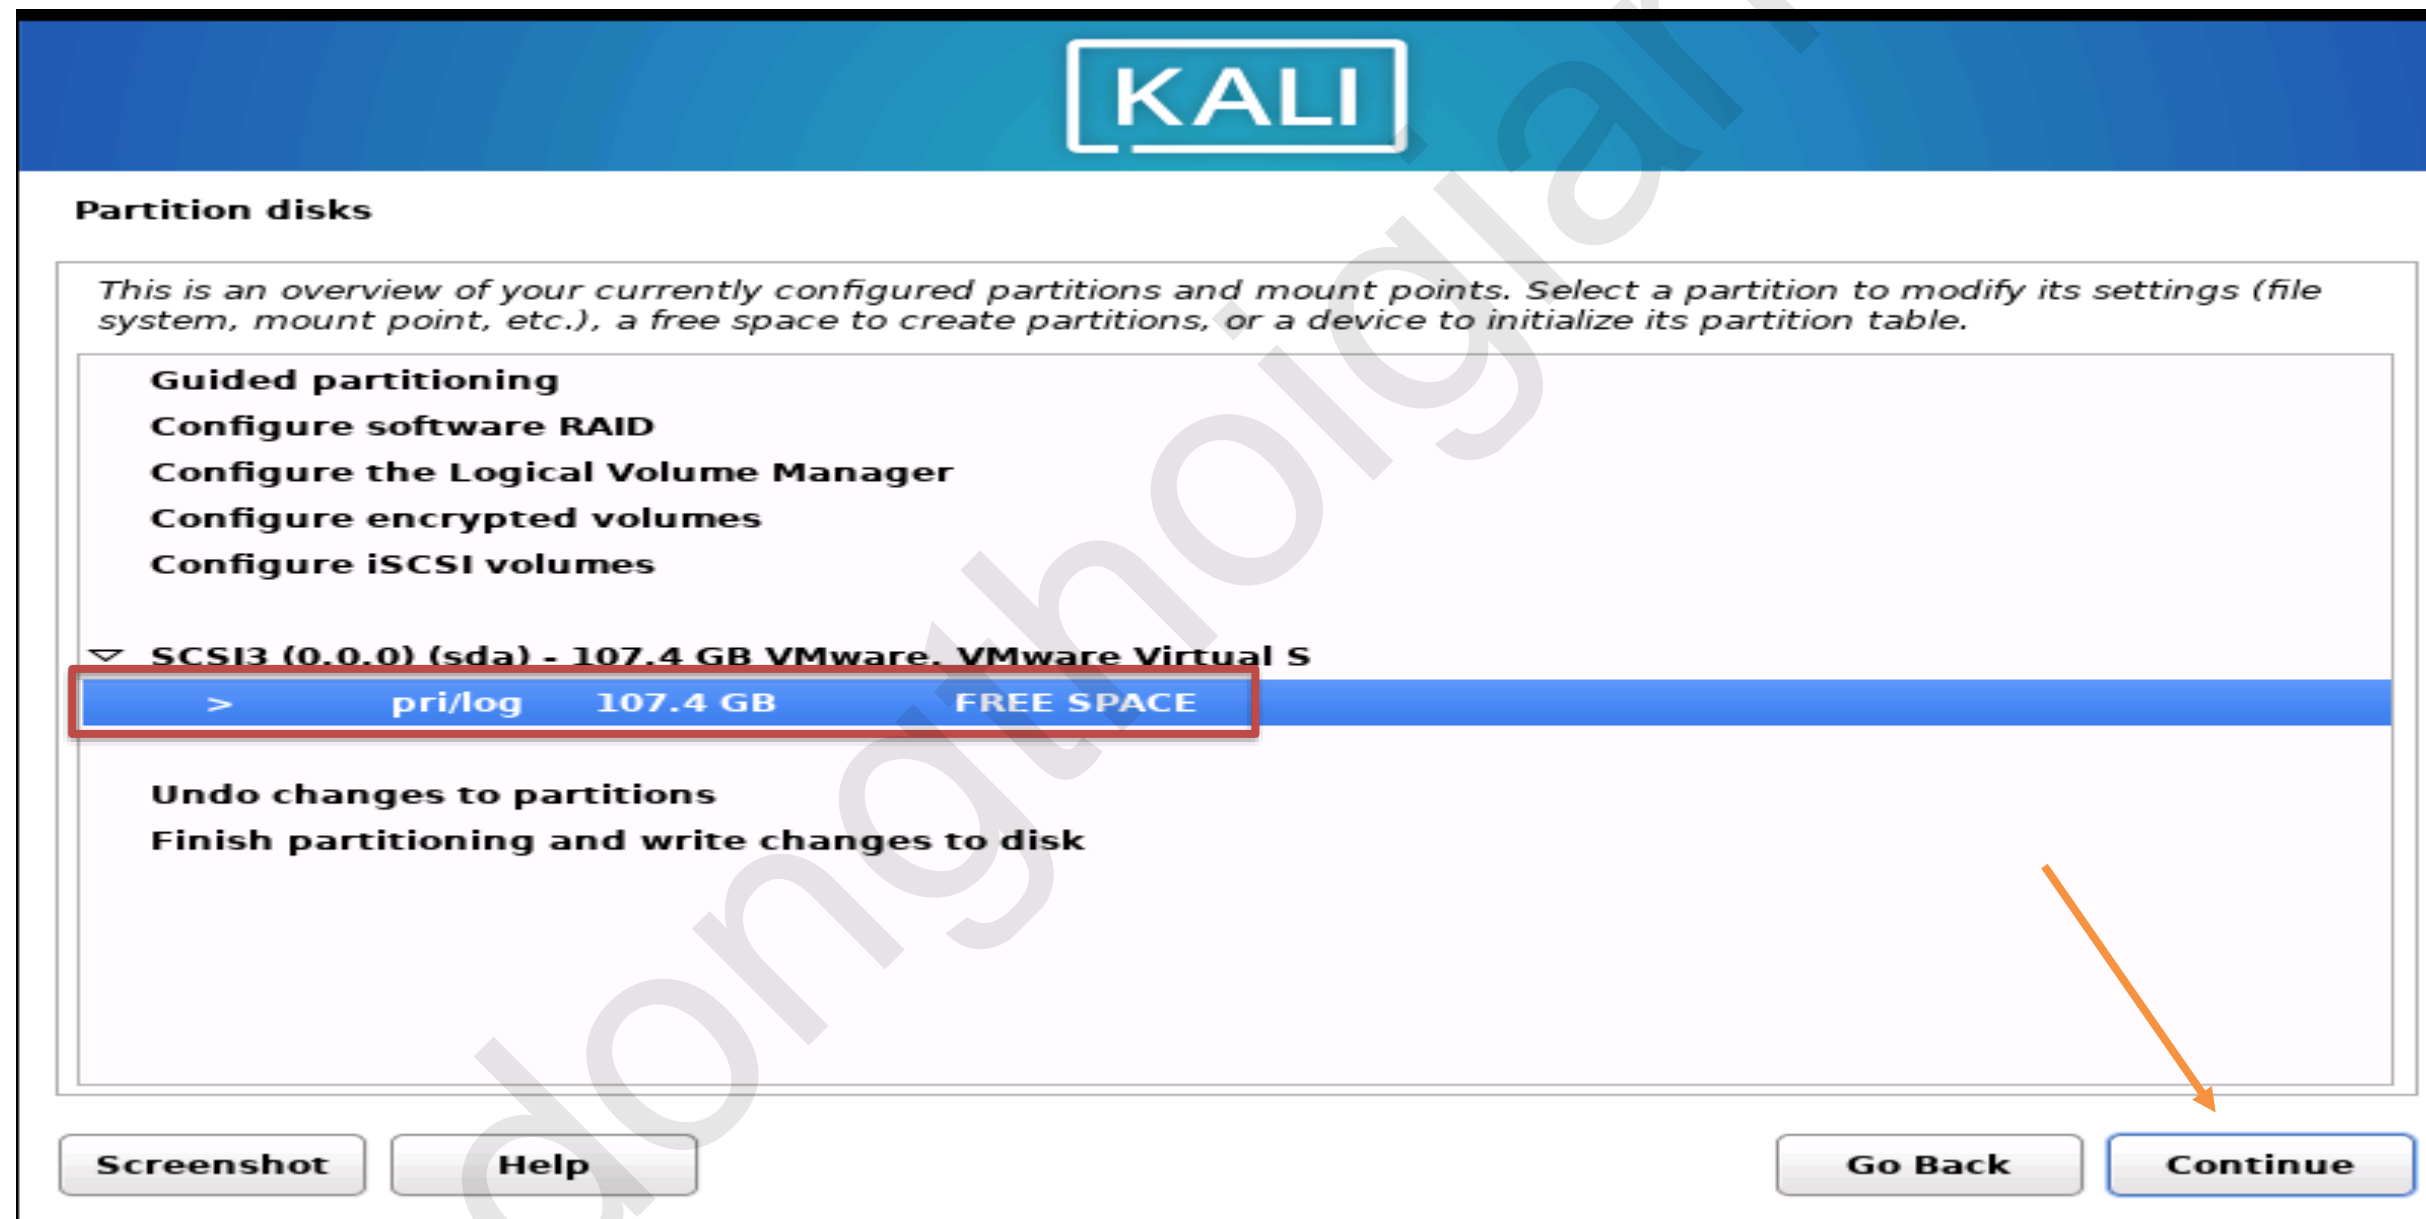 KALI
Partition disks
This is an overview of your currently configured partitions and mount points. Select a partition to modify its settings (file
system, mount point, etc.), a free space to create partitions, or a device to initialize its partition table.
Guided partitioning
Configure software RAID
Configure the Logical Volume Manager
Configure encrypted volumes
Configure iSCSI volumes
SCSI3 (0.0.0) (sda) - 107.4 GB VMware, VMware Virtual S
> pri/log 107.4 GB FREE SPACE
Undo changes to partitions
Finish partitioning and write changes to disk
Screenshot Help Go Back Continue
dongthoigian